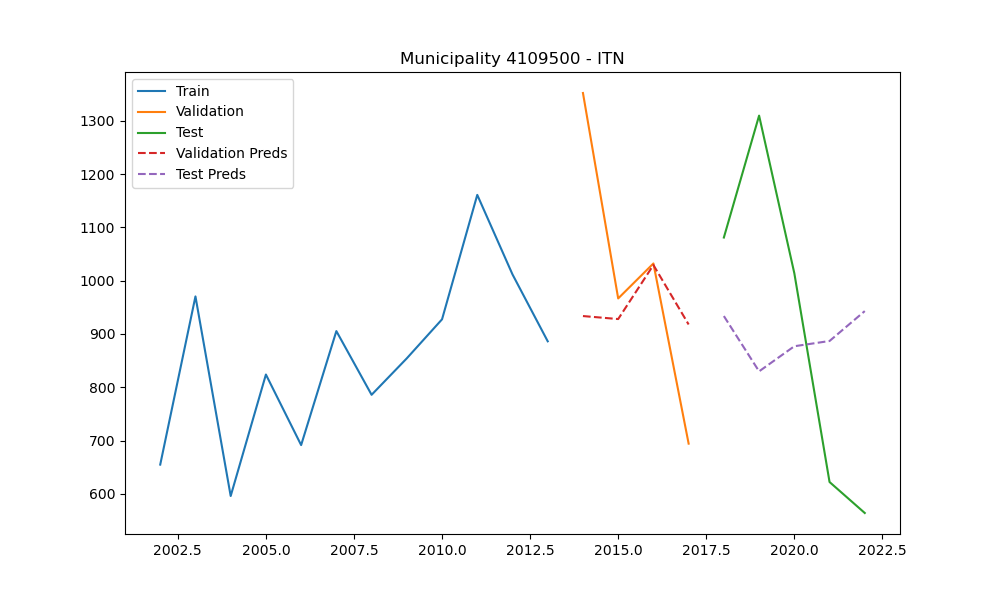 Municipality 4109500 - ITN
Train
Validation
Test
Validation Preds
Test Preds
1300
1200
1100
1000
900
800
700
600
2002.5 2005.0 2007.5 2010.0 2012.5 2015.0 2017.5 2020.0 2022.5